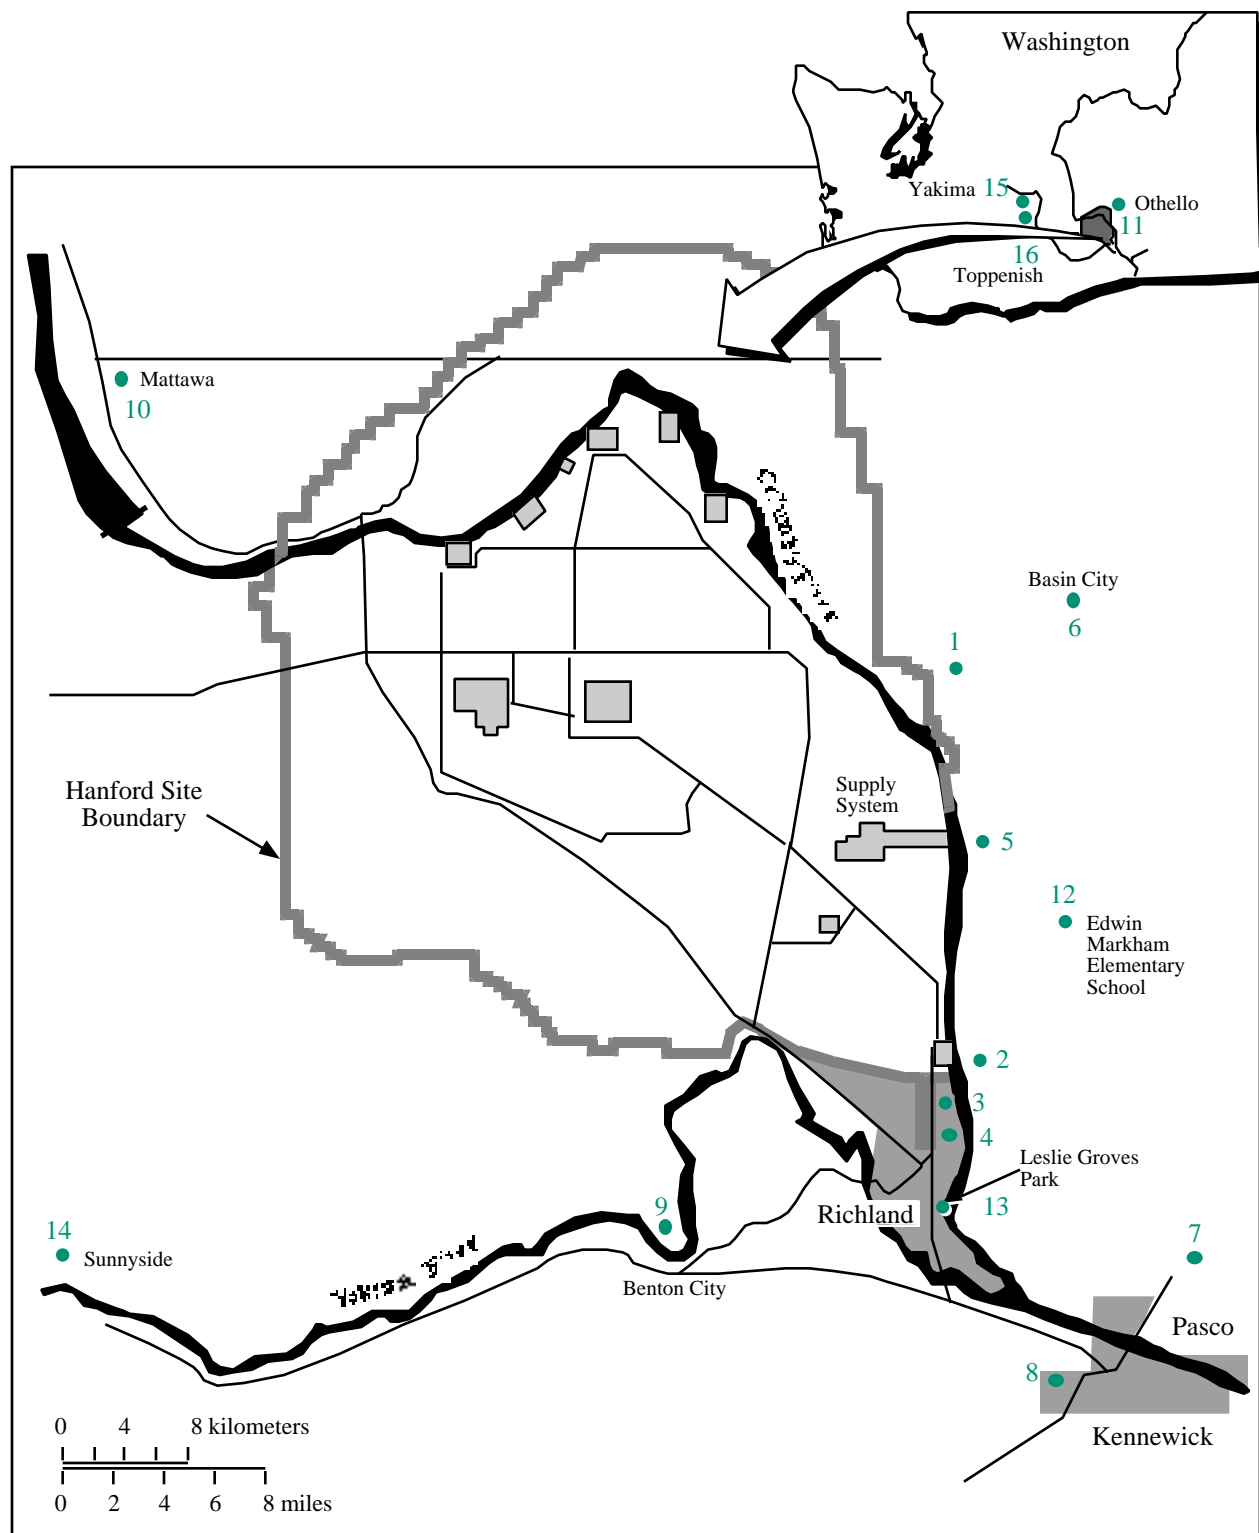 Washington
Yakima 15
Othello
11
16
Toppenish
Mattawa
10
Basin City
6
1
Hanford Site
Boundary
Supply
System
5
12
Edwin
Markham
Elementary
School
2
3
4
Leslie Groves
Park
13
Richland
9
7
14
Sunnyside
Benton City
Pasco
8
Kennewick
0 4 8 kilometers
0 2 4 6 8 miles